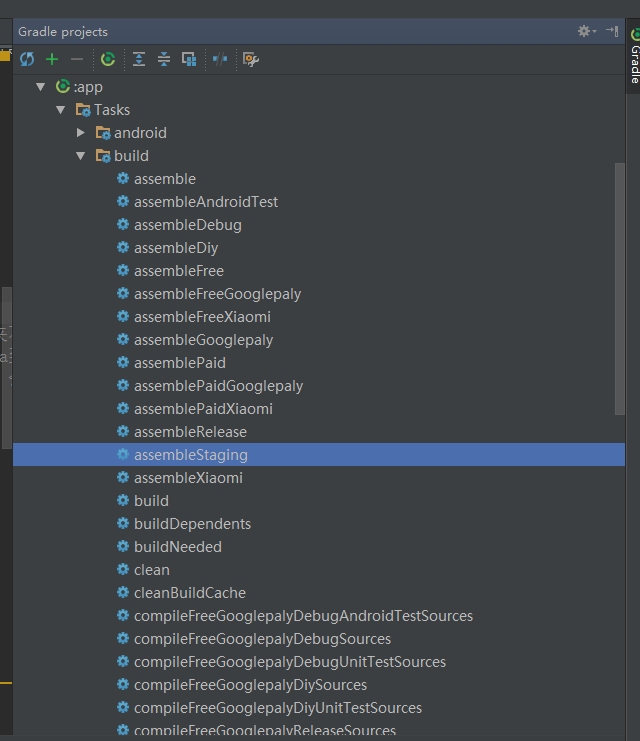 Gradle projects
Gradle
:app
Tasks
android
build
assemble
assembleAndroidTest
assembleDebug
assembleDiy
assembleFree
assembleFreeGooglepaly
assembleFreeXiaomi
assembleGooglepaly
assemblePaid
assemblePaidGooglepaly
assemblePaidXiaomi
assembleRelease
assembleStaging
assembleXiaomi
build
buildDependents
buildNeeded
clean
cleanBuildCache
compileFreeGooglepalyDebugAndroidTestSources
compileFreeGooglepalyDebugSources
compileFreeGooglepalyDebugUnitTestSources
compileFreeGooglepalyDiySources
compileFreeGooglepalyDiyUnitTestSources
compileFreeGooglepalyReleaseSources